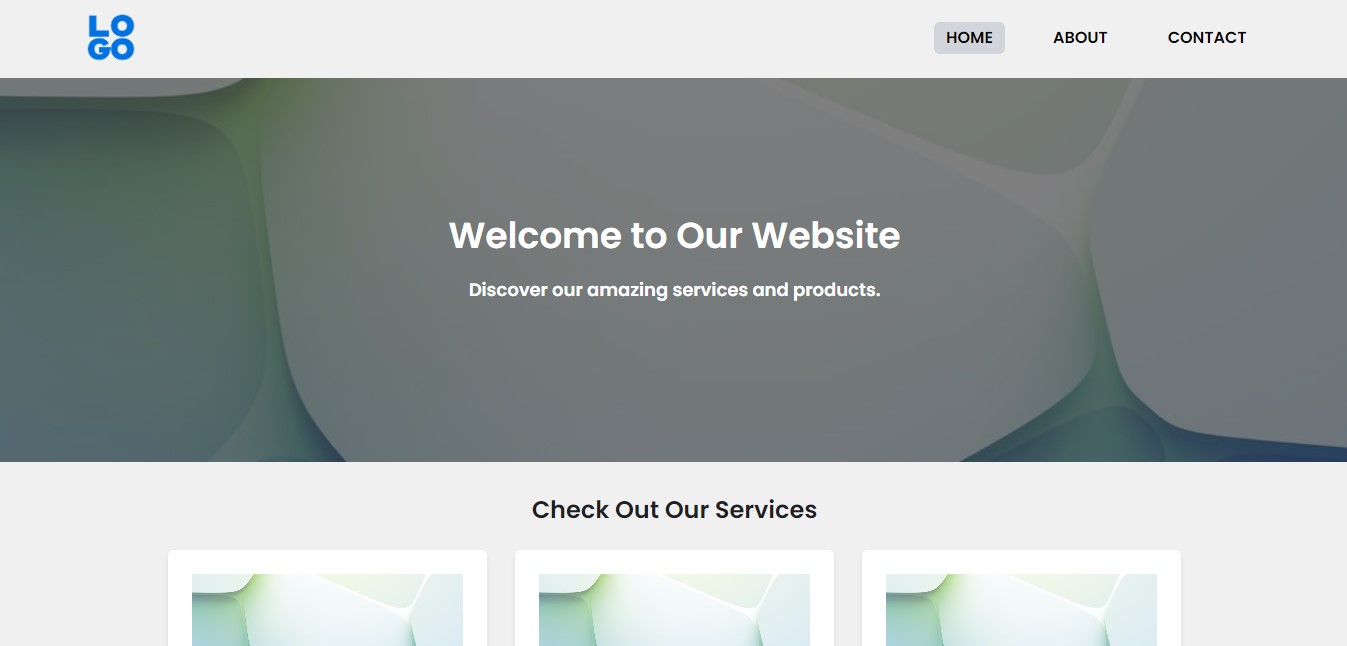 LO
GO
HOME ABOUT CONTACT
Welcome to Our Website
Discover our amazing services and products.
Check Out Our Services